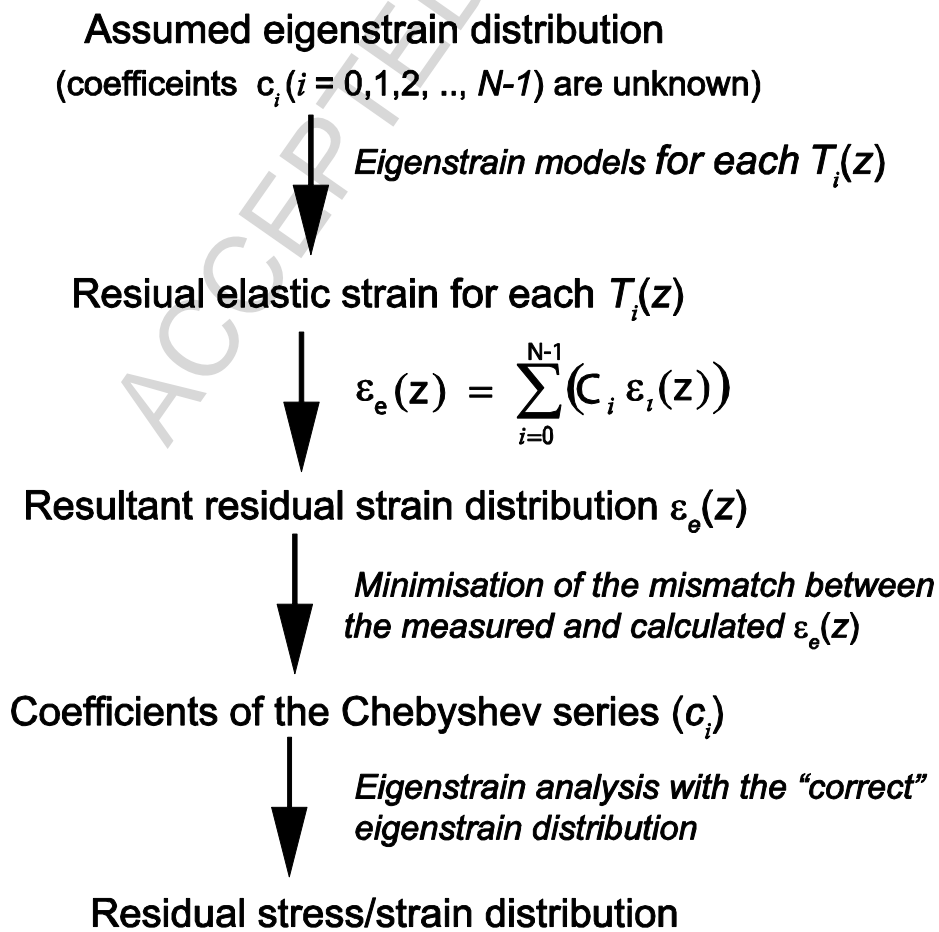 Assumed eigenstrain distribution
(coefficeints c_i (i = 0,1,2, .., N-1) are unknown)
Eigenstrain models for each T_i(z)
Resiual elastic strain for each T_i(z)
ε_e(z) = ∑_{i=0}^{N-1}(C_i ε_i(z))
Resultant residual strain distribution ε_e(z)
Minimisation of the mismatch between
the measured and calculated ε_e(z)
Coefficients of the Chebyshev series (c_i)
Eigenstrain analysis with the “correct”
eigenstrain distribution
Residual stress/strain distribution
ACCEPTE